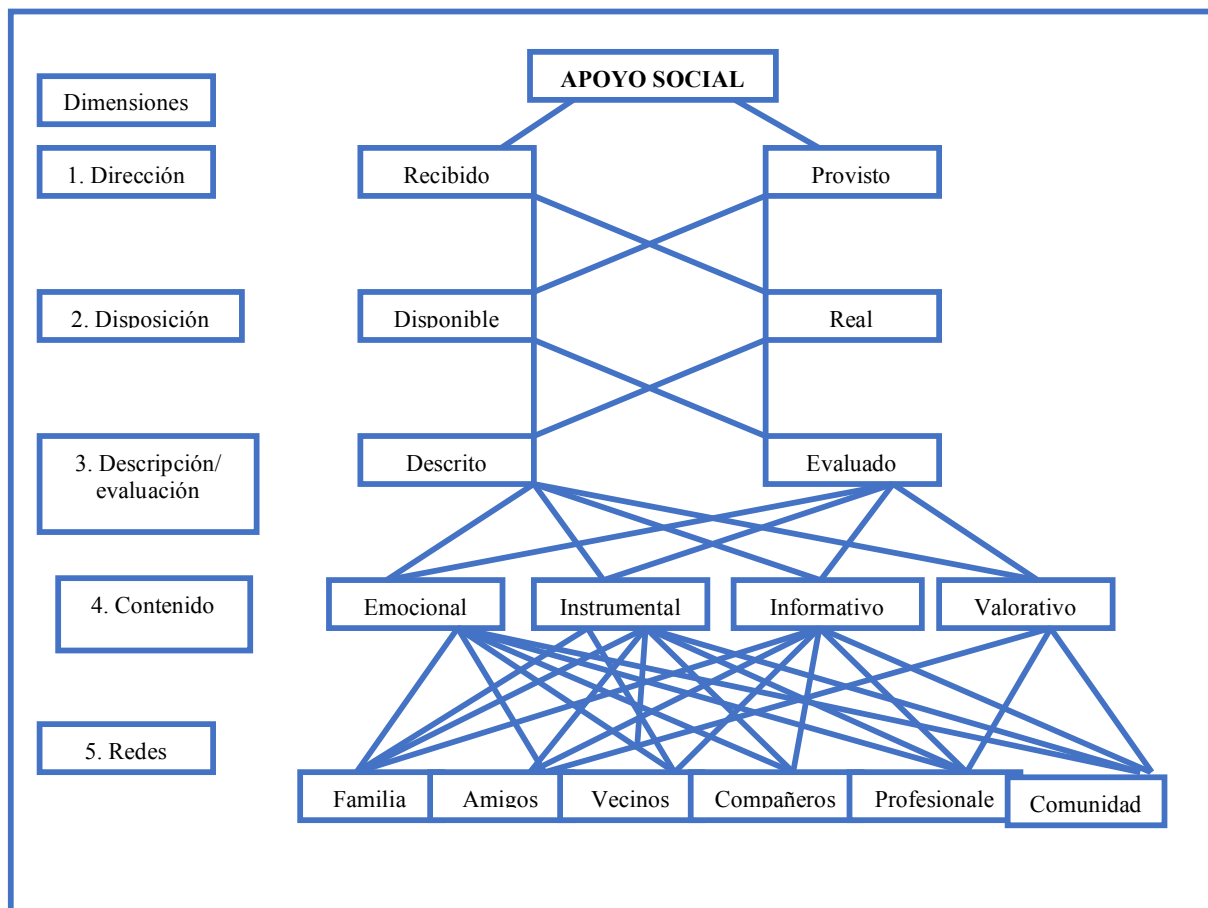 APOYO SOCIAL
Dimensiones
1. Dirección
Recibido
Provisto
2. Disposición
Disponible
Real
3. Descripción/
evaluación
Descrito
Evaluado
4. Contenido
Emocional
Instrumental
Informativo
Valorativo
5. Redes
Familia
Amigos
Vecinos
Compañeros
Profesionale
Comunidad